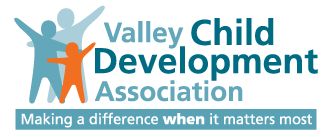 Valley Child
Development
Association
Making a difference when it matters most